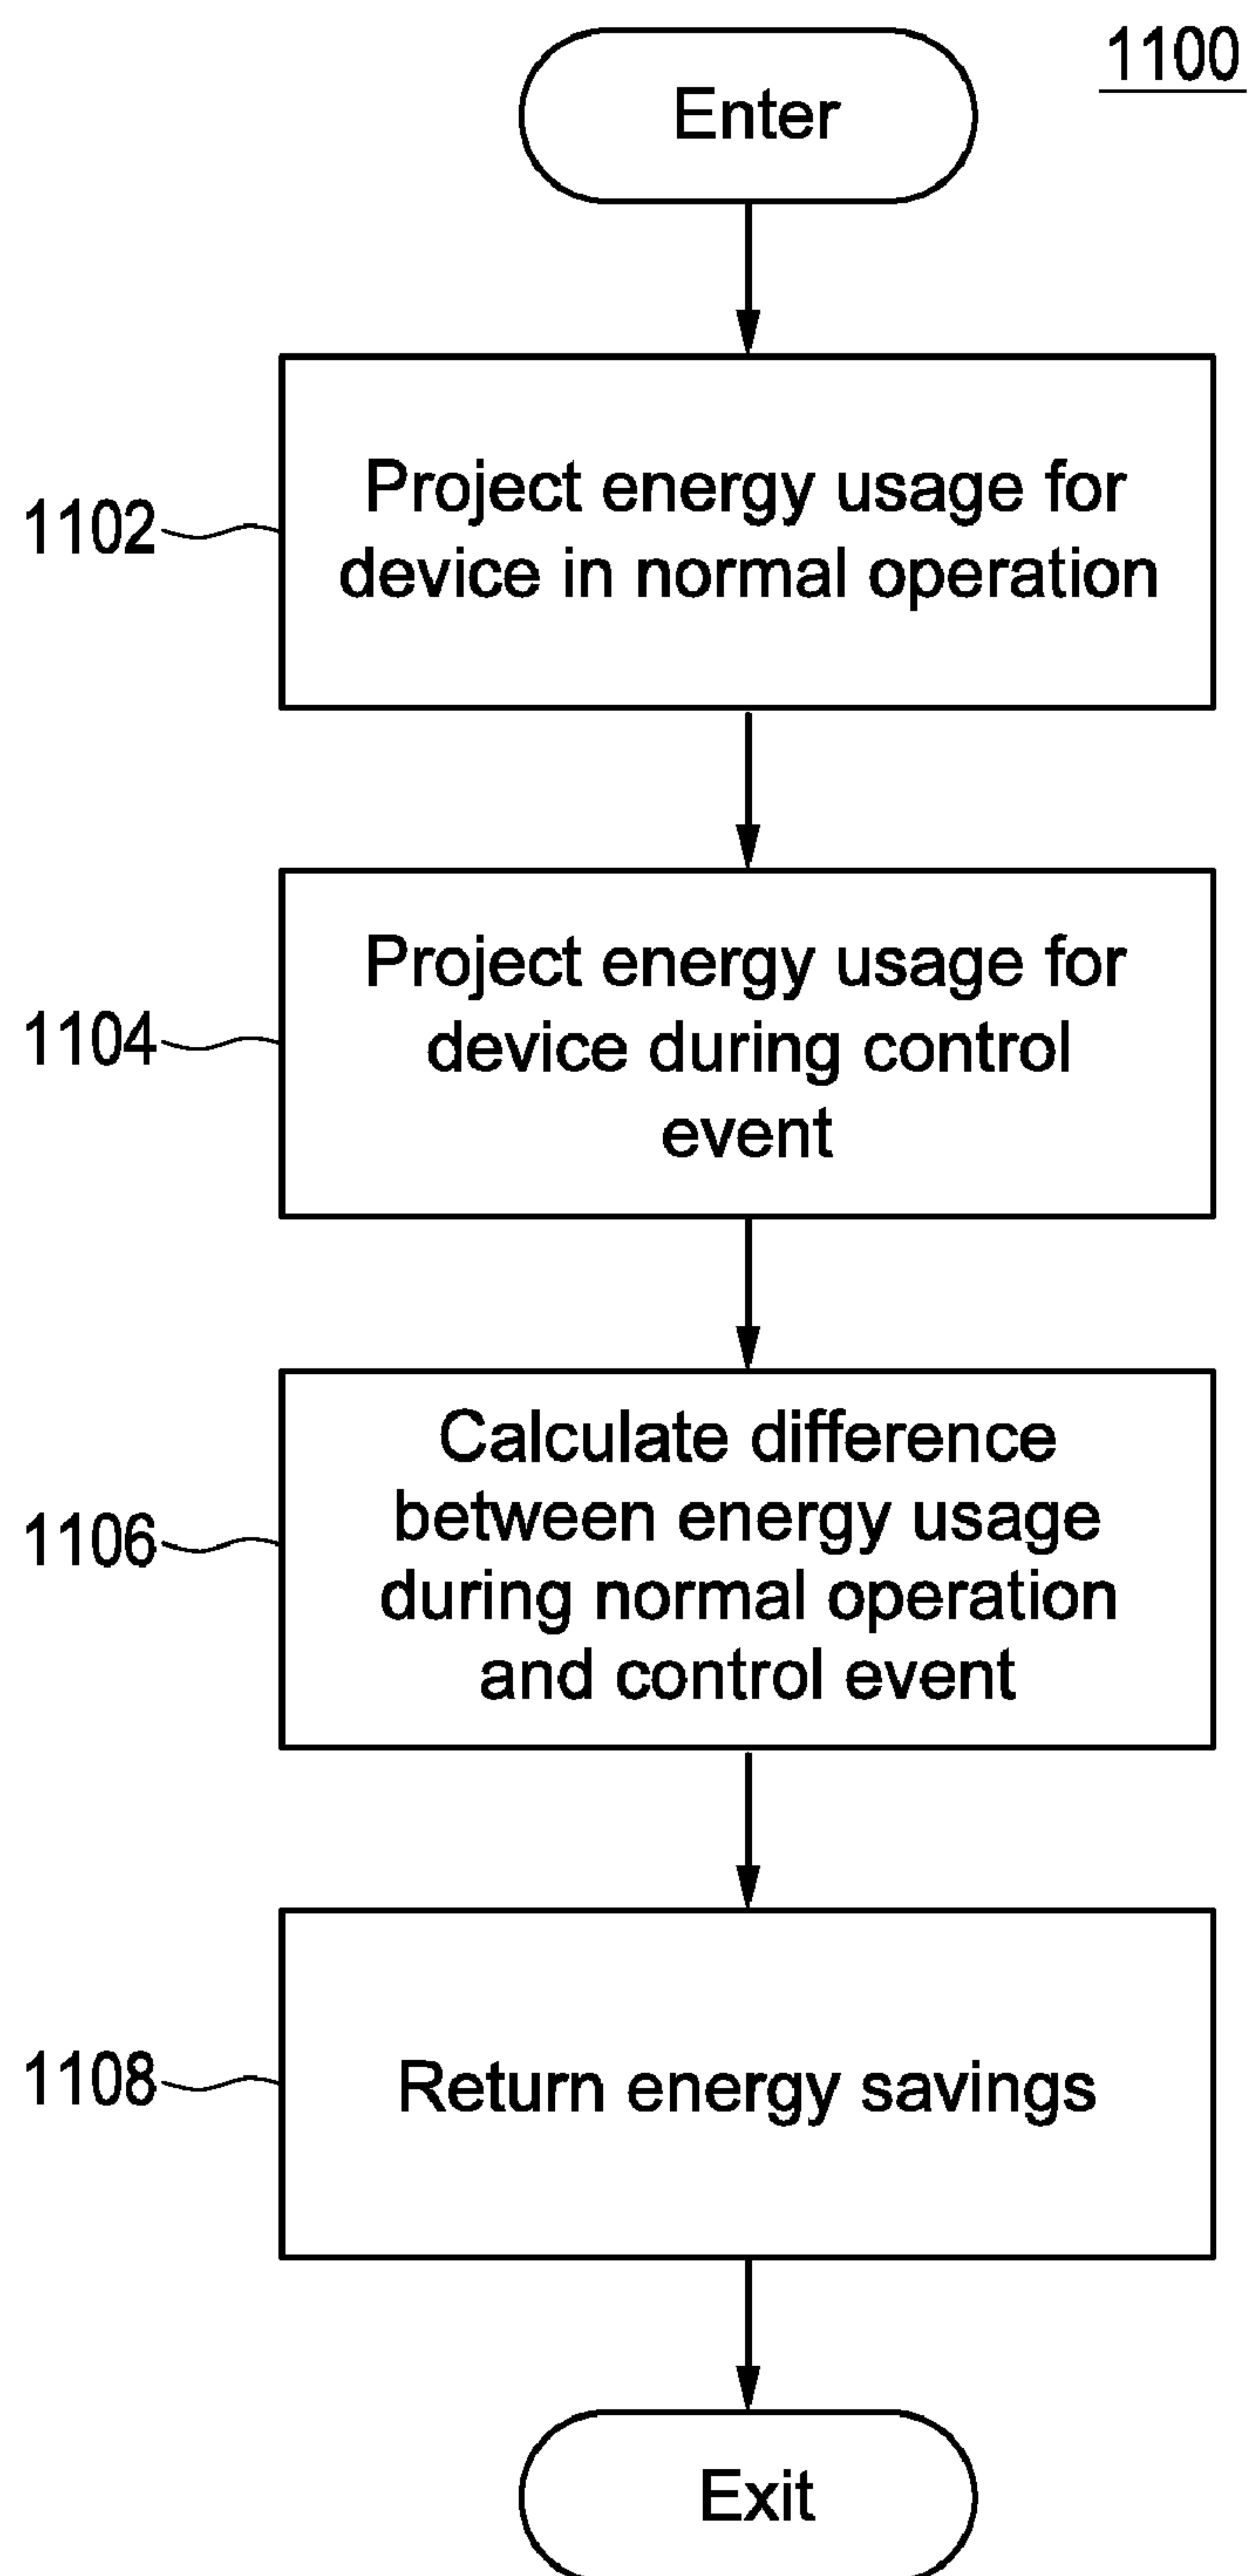 1100
Enter
1102
Project energy usage for
device in normal operation
1104
Project energy usage for
device during control
event
1106
Calculate difference
between energy usage
during normal operation
and control event
1108
Return energy savings
Exit